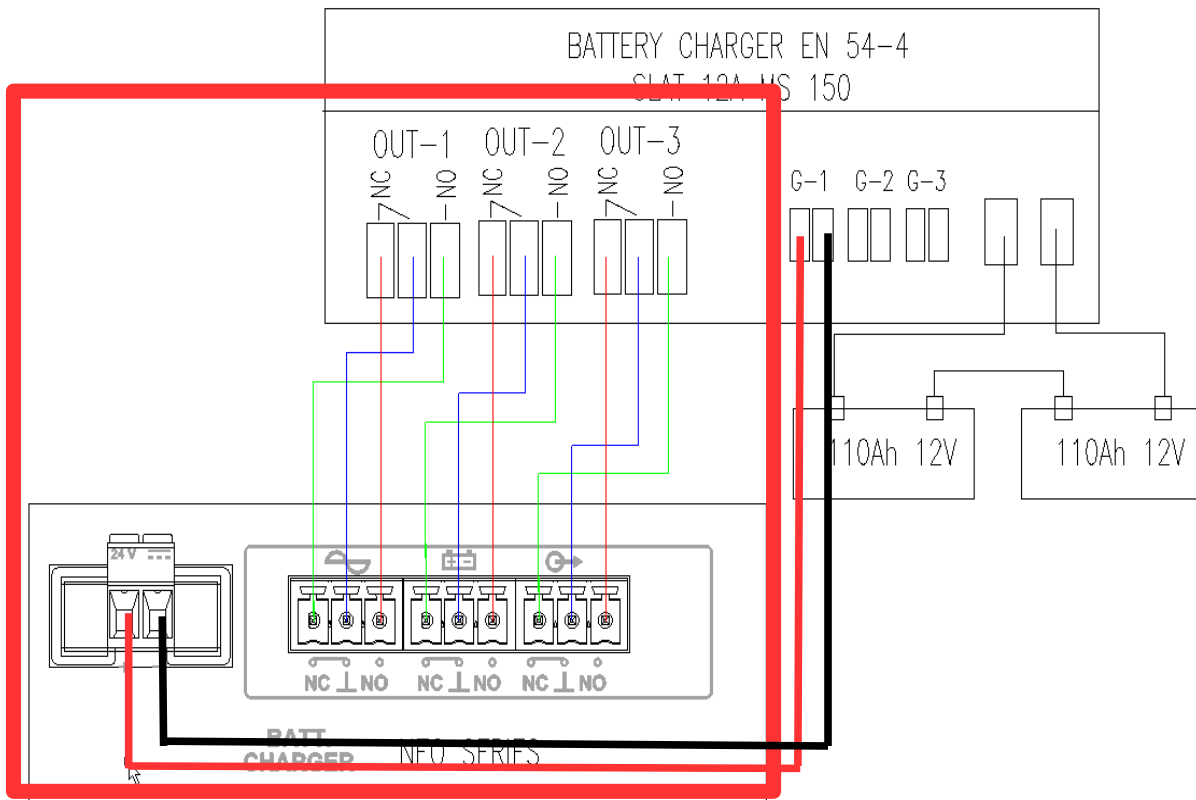 BATTERY CHARGER EN 54-4
SLAT 12A MS 150
OUT-1 OUT-2 OUT-3
NC NO NC NO NC NO
G-1 G-2 G-3
110Ah 12V 110Ah 12V
24 V
NC NO NC NO NC NO
BATT.
CHARGER NEO SERIES